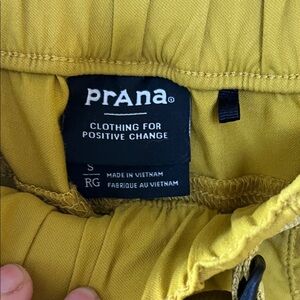 prAna®
CLOTHING FOR
POSITIVE CHANGE
S
RG
MADE IN VIETNAM
FABRIQUE AU VIETNAM